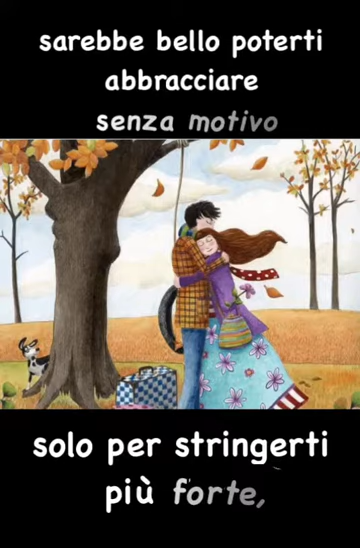 sarebbe bello poterti
abbracciare
senza motivo
solo per stringerti
più forte,